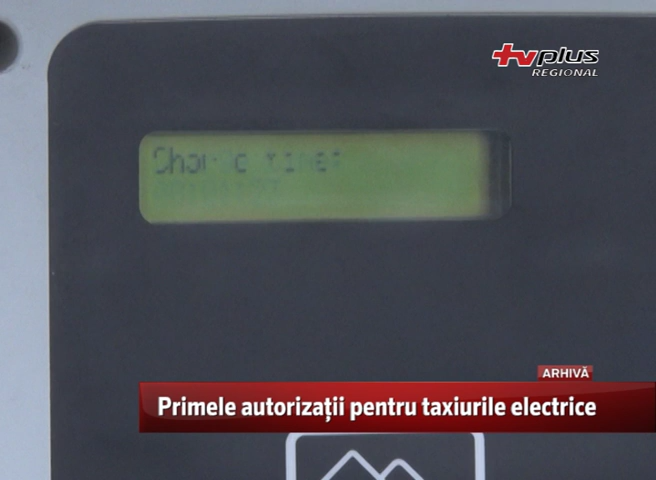 tvplus
REGIONAL
ARHIVĂ
Primele autorizații pentru taxiurile electrice